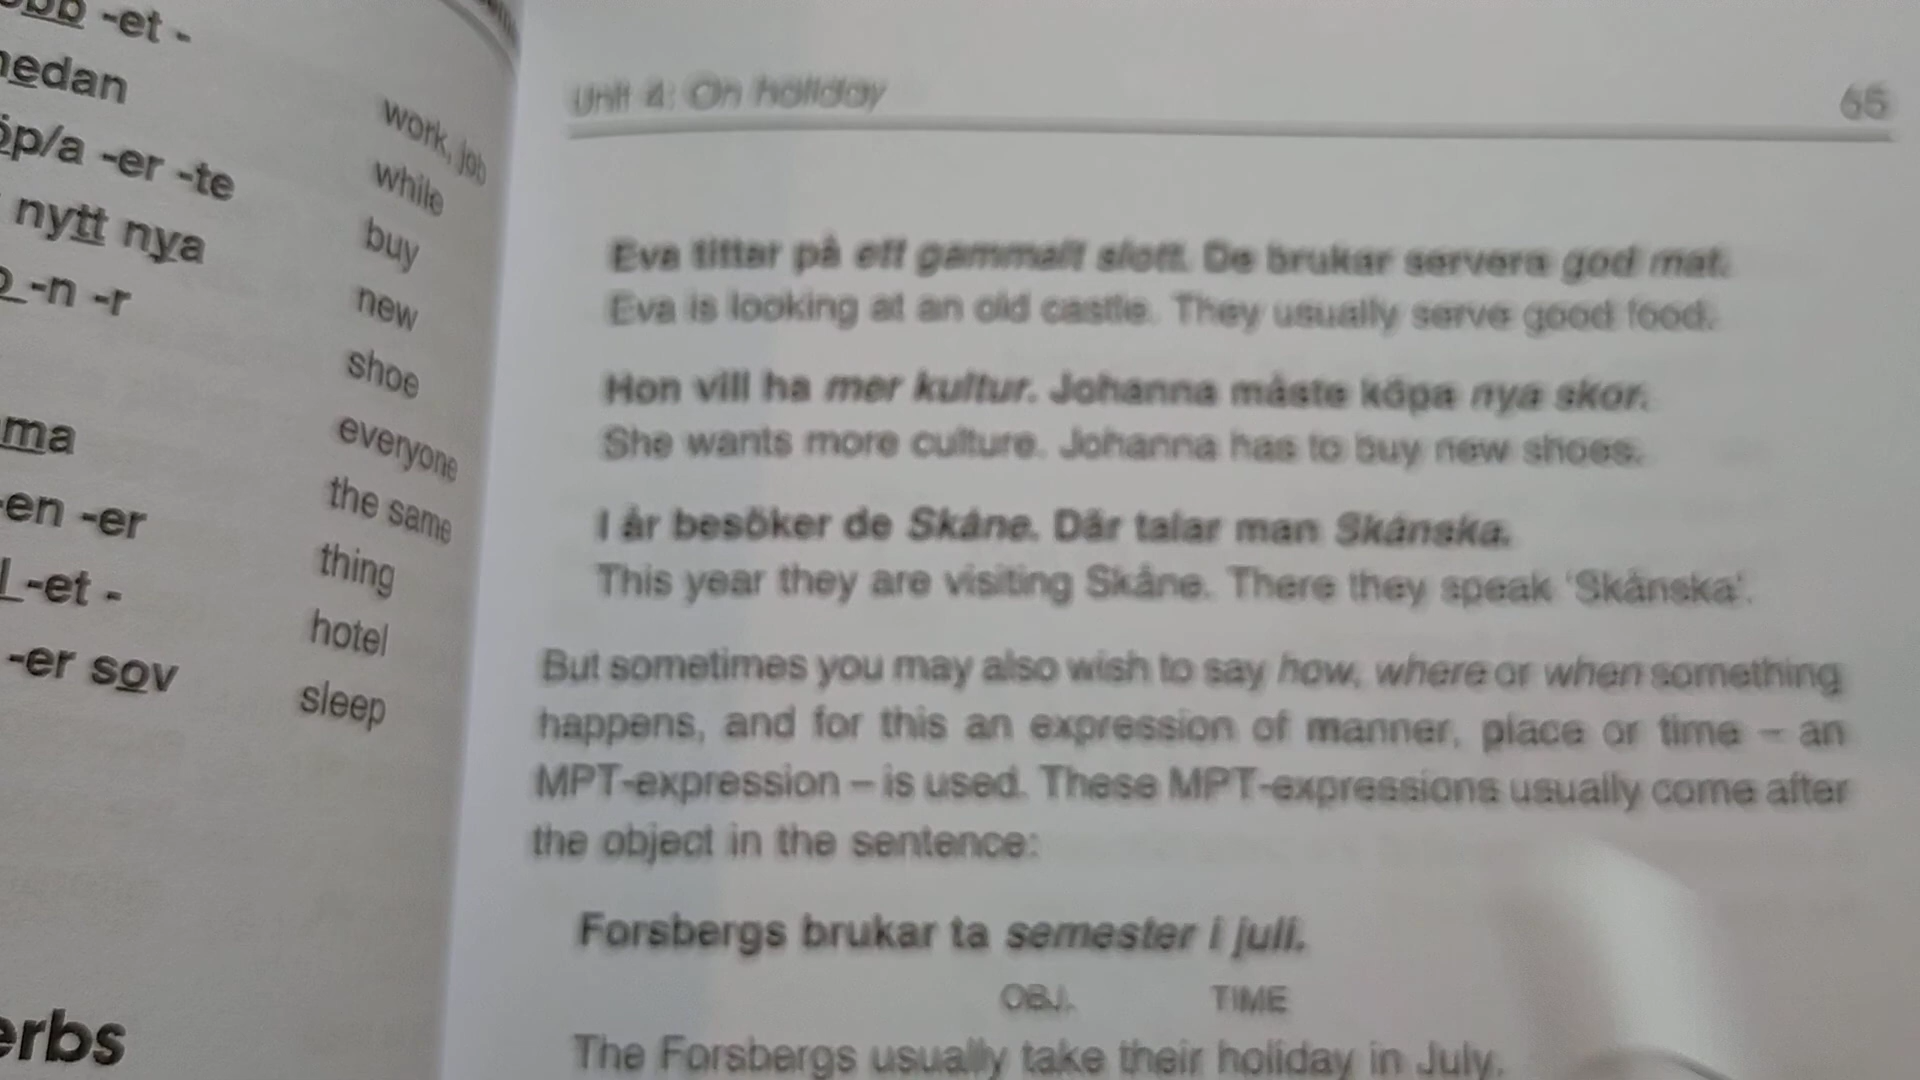 -et -
work, job
edan
while
öp/a -er -te
buy
nytt nya
new
-n -r
shoe
everyone
ma
the same
-en -er
thing
-et -
hotel
-er sov
sleep
erbs
Unit 4: On holiday
65
Eva tittar på ett gammalt slott. De brukar servera god mat.
Eva is looking at an old castle. They usually serve good food.
Hon vill ha mer kultur. Johanna måste köpa nya skor.
She wants more culture. Johanna has to buy new shoes.
I år besöker de Skåne. Där talar man Skånska.
This year they are visiting Skåne. There they speak 'Skånska'.
But sometimes you may also wish to say how, where or when something
happens, and for this an expression of manner, place or time – an
MPT-expression – is used. These MPT-expressions usually come after
the object in the sentence:
Forsbergs brukar ta semester i juli.
OBJ. TIME
The Forsbergs usually take their holiday in July.